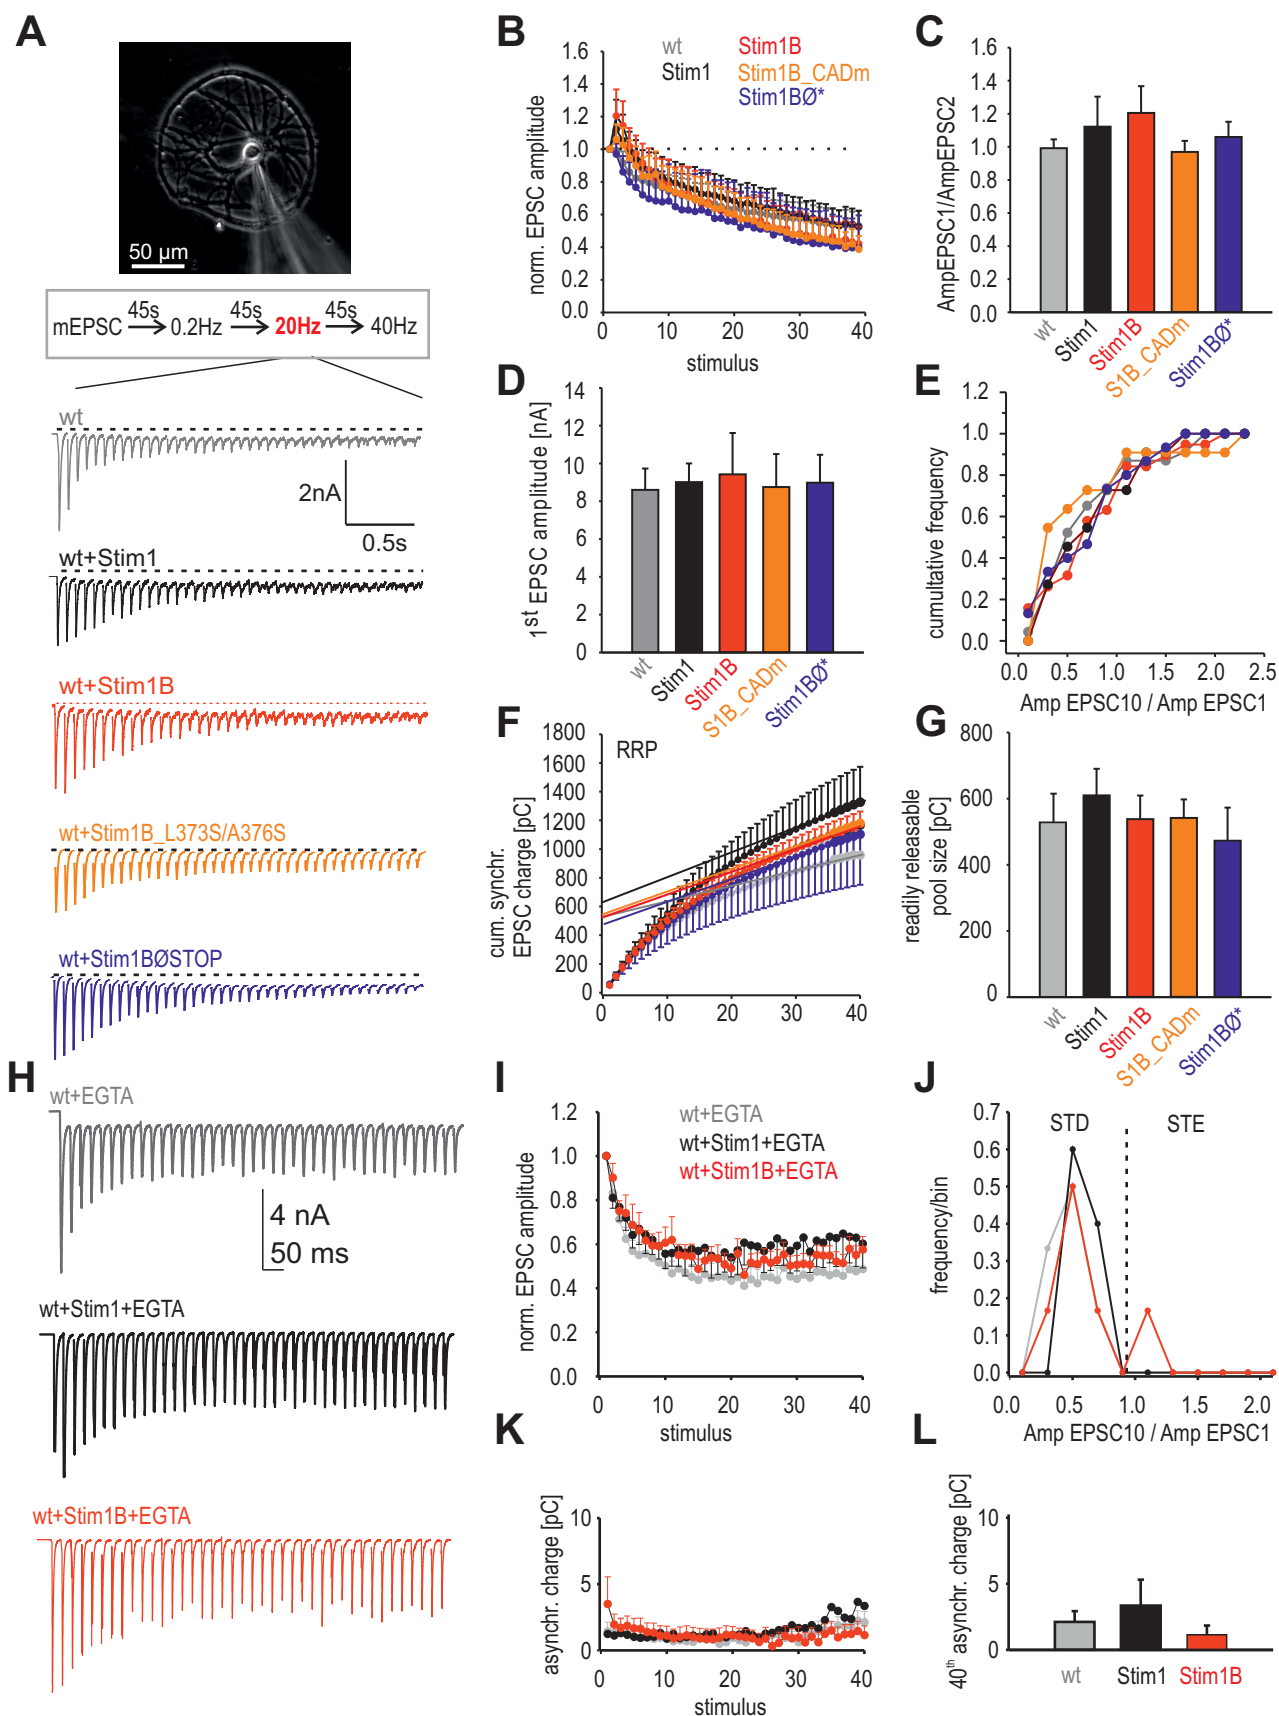 A
50 µm
mEPSC 45s 0.2Hz 45s 20Hz 45s 40Hz
wt
2nA
0.5s
wt+Stim1
wt+Stim1B
wt+Stim1B_L373S/A376S
wt+Stim1BØSTOP
B
wt Stim1B
Stim1 Stim1B_CADm
Stim1BØ*
norm. EPSC amplitude
1.6
1.4
1.2
1.0
0.8
0.6
0.4
0.2
0.0
0 10 20 30 40
stimulus
C
AmpEPSC1/AmpEPSC2
1.6
1.4
1.2
1.0
0.8
0.6
0.4
0.2
0.0
wt Stim1 Stim1B S1B_CADm Stim1BØ*
D
1st EPSC amplitude [nA]
14
12
10
8
6
4
2
0
wt Stim1 Stim1B S1B_CADm Stim1BØ*
E
cumultative frequency
1.2
1.0
0.8
0.6
0.4
0.2
0.0
0.0 0.5 1.0 1.5 2.0 2.5
Amp EPSC10 / Amp EPSC1
F
RRP
cum. synchr.
EPSC charge [pC]
1800
1600
1400
1200
1000
800
600
400
200
0
0 10 20 30 40
G
readily releasable
pool size [pC]
800
600
400
200
0
wt Stim1 Stim1B S1B_CADm Stim1BØ*
H
wt+EGTA
4 nA
50 ms
wt+Stim1+EGTA
wt+Stim1B+EGTA
I
wt+EGTA
wt+Stim1+EGTA
wt+Stim1B+EGTA
norm. EPSC amplitude
1.2
1.0
0.8
0.6
0.4
0.2
0.0
0 10 20 30 40
stimulus
J
STD STE
frequency/bin
0.7
0.6
0.5
0.4
0.3
0.2
0.1
0.0
0.0 0.5 1.0 1.5 2.0
Amp EPSC10 / Amp EPSC1
K
asynchr. charge [pC]
10
5
0
0 10 20 30 40
stimulus
L
40th asynchr. charge [pC]
10
5
0
wt Stim1 Stim1B